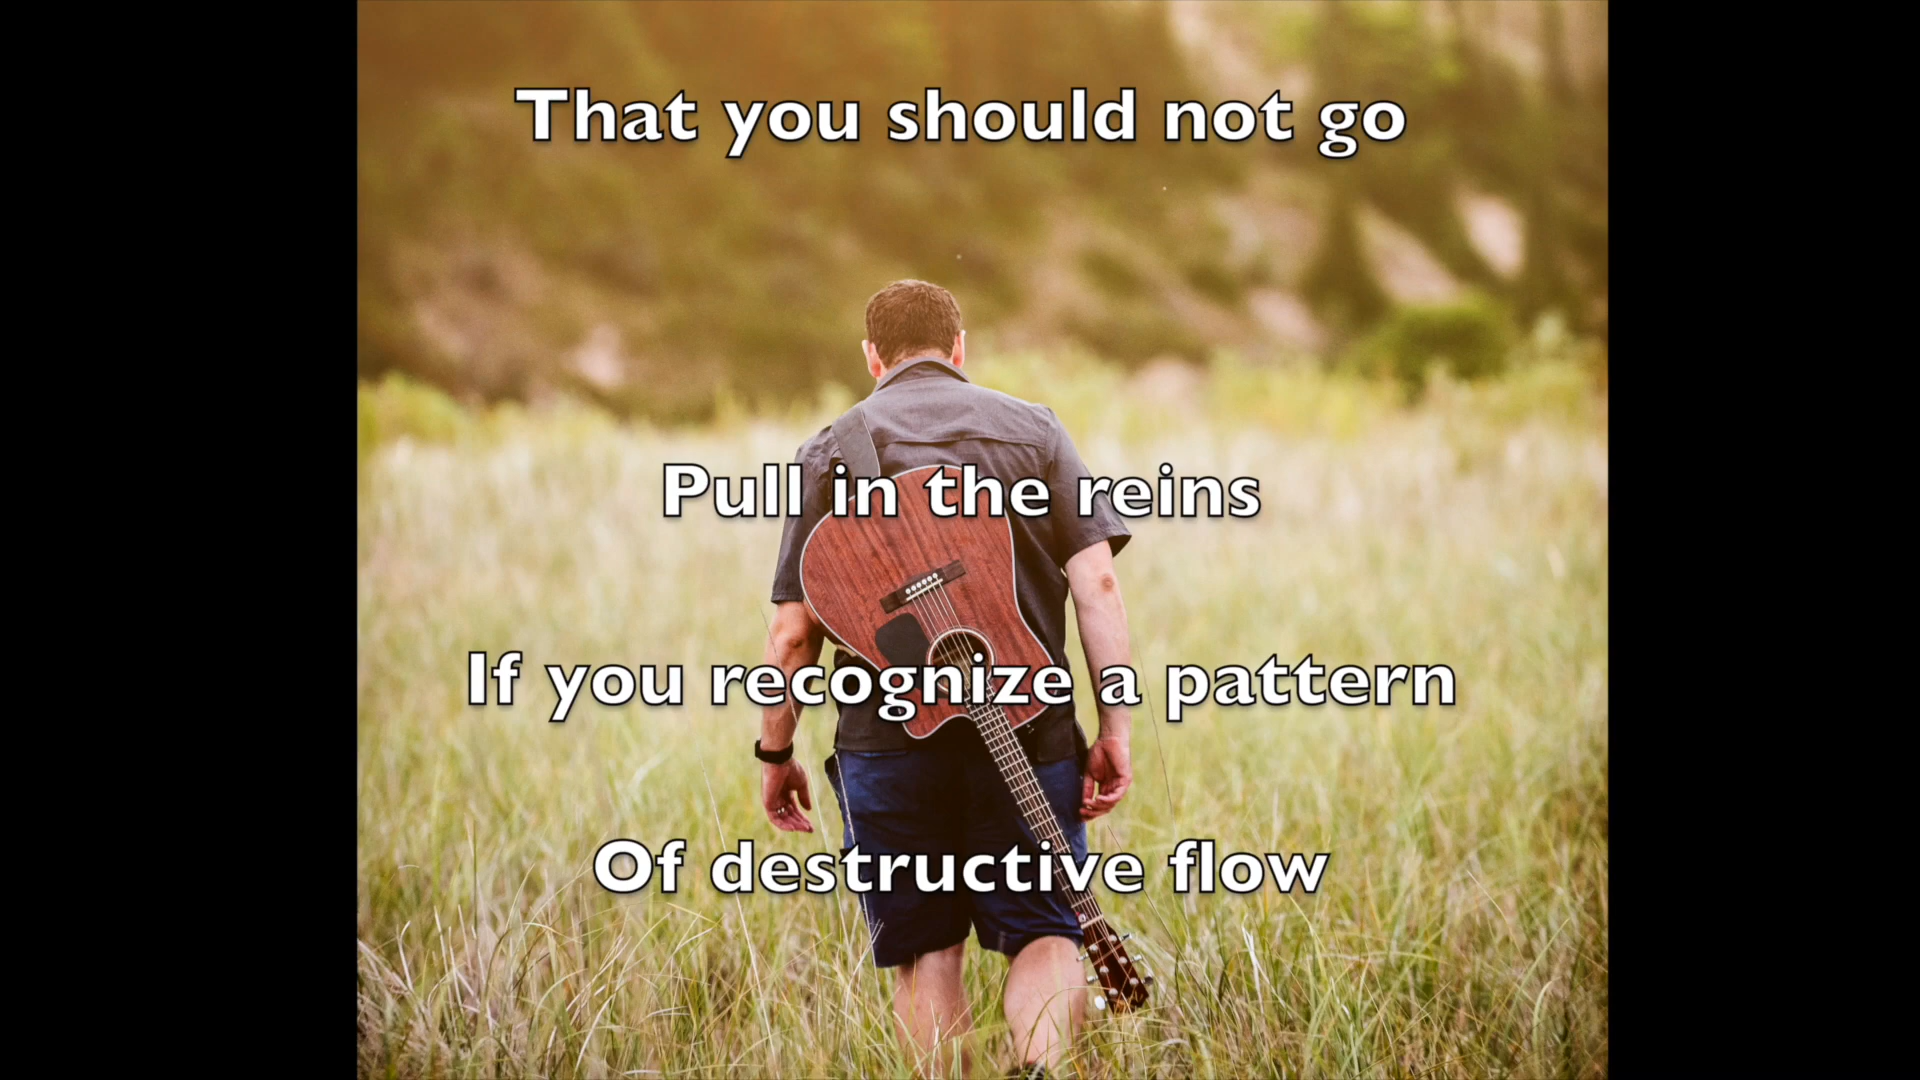 That you should not go
Pull in the reins
If you recognize a pattern
Of destructive flow